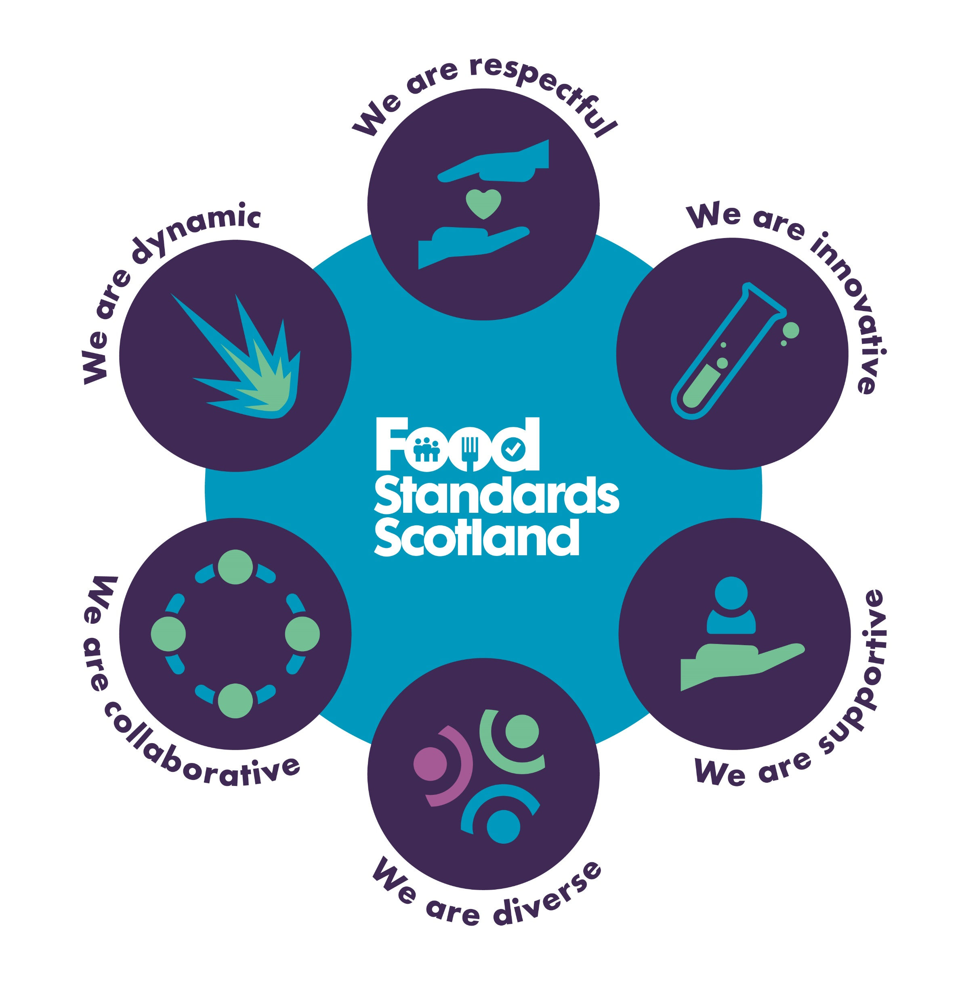 We are respectful
We are innovative
We are supportive
We are diverse
We are collaborative
We are dynamic
Food
Standards
Scotland